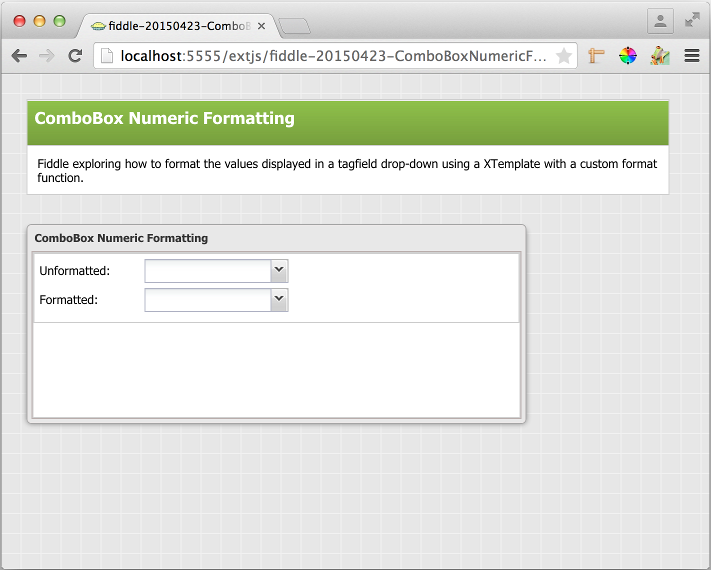 fiddle-20150423-ComboB
localhost:5555/extjs/fiddle-20150423-ComboBoxNumericF...
ComboBox Numeric Formatting
Fiddle exploring how to format the values displayed in a tagfield drop-down using a XTemplate with a custom format
function.
ComboBox Numeric Formatting
Unformatted:
Formatted: